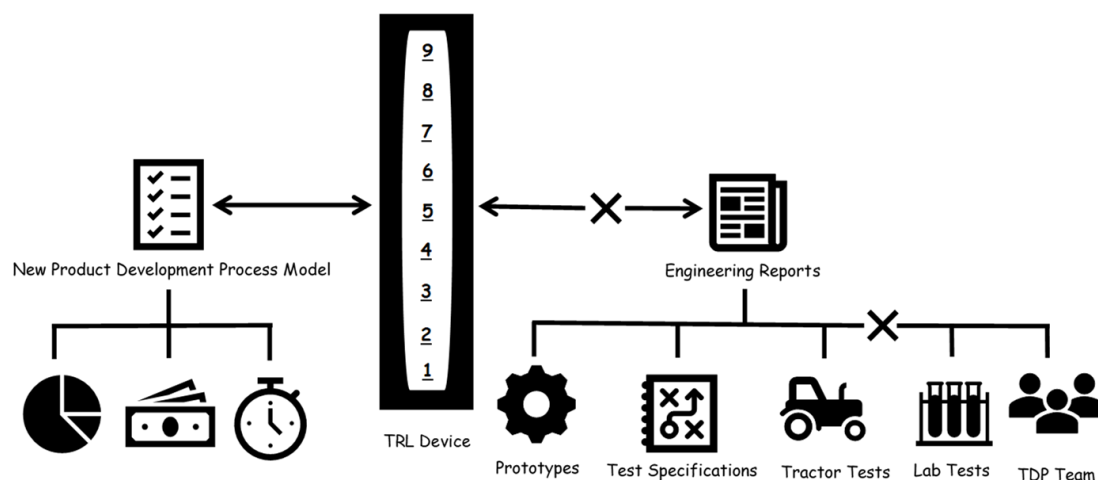 9
8
7
6
5
4
3
2
1
New Product Development Process Model
Engineering Reports
TRL Device
Prototypes
Test Specifications
Tractor Tests
Lab Tests
TDP Team